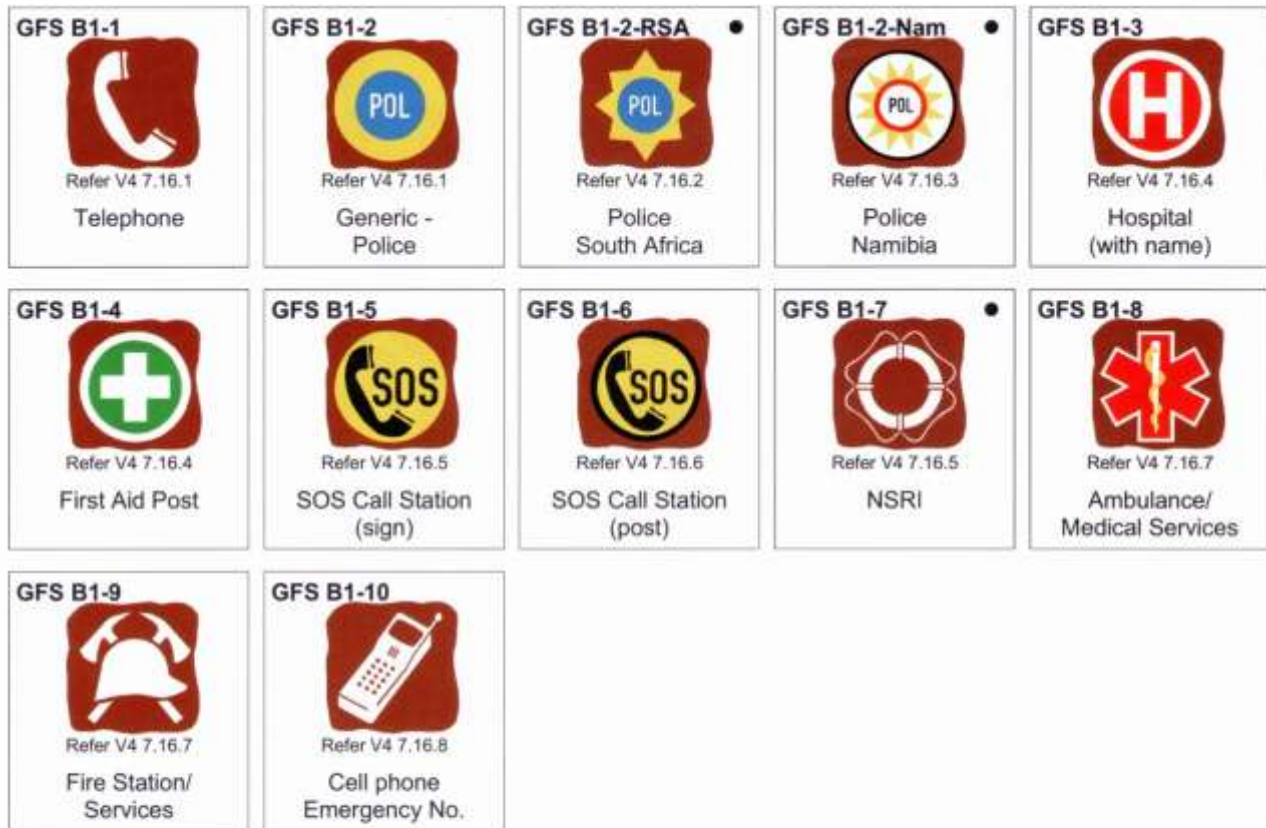 GFS B1-1
POL
Refer V4 7.16.1
Telephone
GFS B1-2
POL
Refer V4 7.16.1
Generic -
Police
GFS B1-2-RSA
POL
Refer V4 7.16.2
Police
South Africa
GFS B1-2-Nam
POL
Refer V4 7.16.3
Police
Namibia
GFS B1-3
H
Refer V4 7.16.4
Hospital
(with name)
GFS B1-4
Refer V4 7.16.4
First Aid Post
GFS B1-5
SOS
Refer V4 7.16.5
SOS Call Station
(sign)
GFS B1-6
SOS
Refer V4 7.16.6
SOS Call Station
(post)
GFS B1-7
Refer V4 7.16.5
NSRI
GFS B1-8
Refer V4 7.16.7
Ambulance/
Medical Services
GFS B1-9
Refer V4 7.16.7
Fire Station/
Services
GFS B1-10
Refer V4 7.16.8
Cell phone
Emergency No.